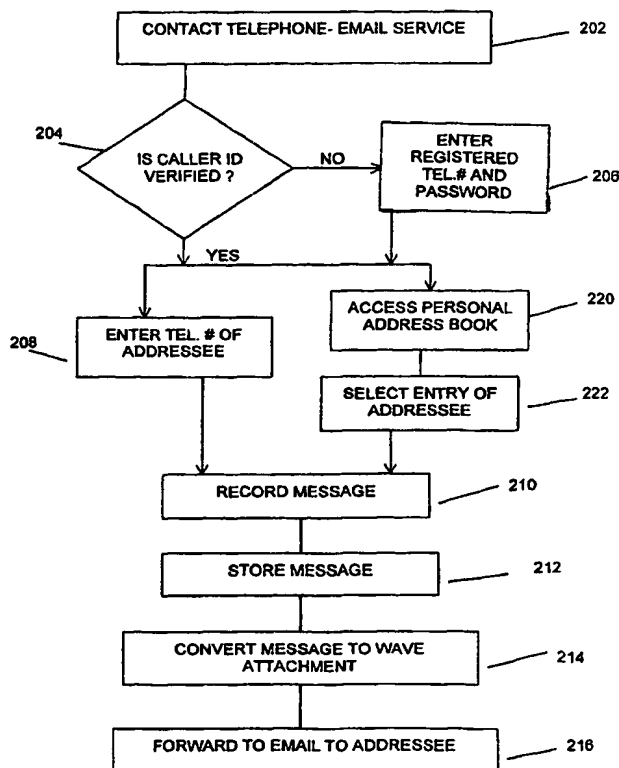 CONTACT TELEPHONE- EMAIL SERVICE
202
204
IS CALLER ID
VERIFIED ?
NO
ENTER
REGISTERED
TEL.# AND
PASSWORD
206
YES
ACCESS PERSONAL
ADDRESS BOOK
220
208
ENTER TEL. # OF
ADDRESSEE
SELECT ENTRY OF
ADDRESSEE
222
RECORD MESSAGE
210
STORE MESSAGE
212
CONVERT MESSAGE TO WAVE
ATTACHMENT
214
FORWARD TO EMAIL TO ADDRESSEE
216